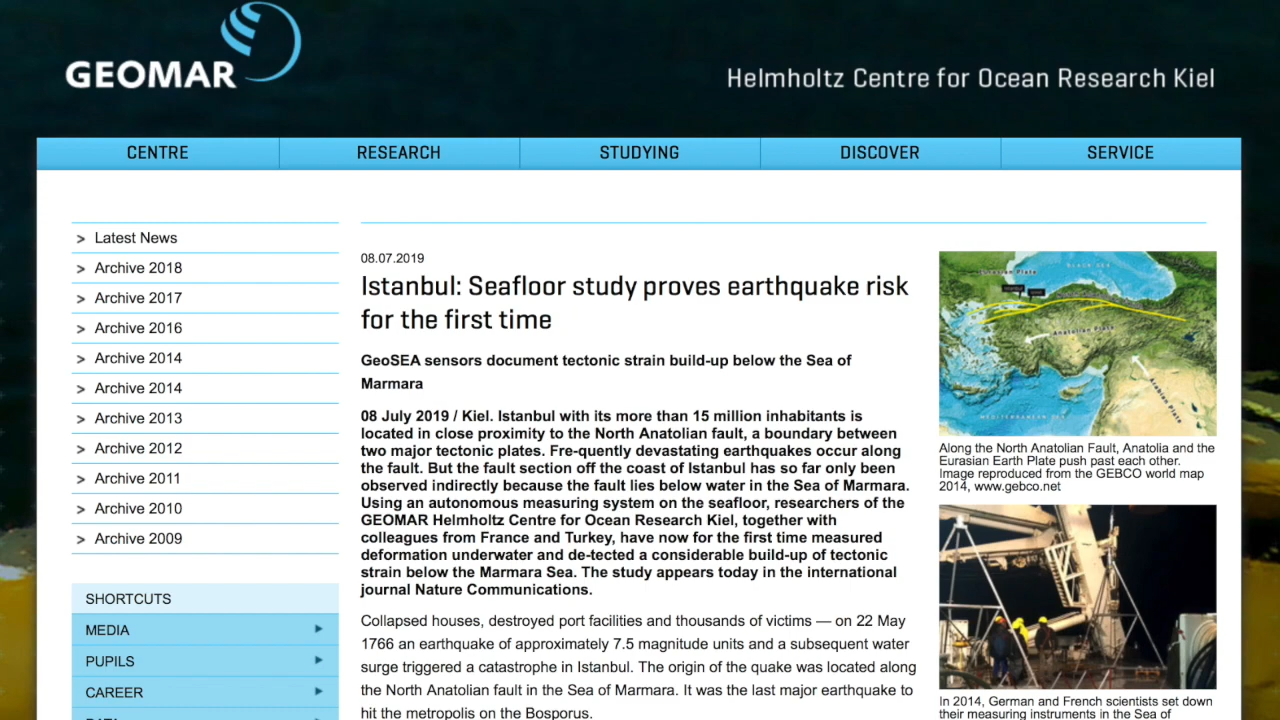 GEOMAR
Helmholtz Centre for Ocean Research Kiel
CENTRE
RESEARCH
STUDYING
DISCOVER
SERVICE
> Latest News
> Archive 2018
> Archive 2017
> Archive 2016
> Archive 2014
> Archive 2014
> Archive 2013
> Archive 2012
> Archive 2011
> Archive 2010
> Archive 2009
SHORTCUTS
MEDIA
PUPILS
CAREER
08.07.2019
Istanbul: Seafloor study proves earthquake risk
for the first time
GeoSEA sensors document tectonic strain build-up below the Sea of
Marmara
08 July 2019 / Kiel. Istanbul with its more than 15 million inhabitants is
located in close proximity to the North Anatolian fault, a boundary between
two major tectonic plates. Fre-quently devastating earthquakes occur along
the fault. But the fault section off the coast of Istanbul has so far only been
observed indirectly because the fault lies below water in the Sea of Marmara.
Using an autonomous measuring system on the seafloor, researchers of the
GEOMAR Helmholtz Centre for Ocean Research Kiel, together with
colleagues from France and Turkey, have now for the first time measured
deformation underwater and de-tected a considerable build-up of tectonic
strain below the Marmara Sea. The study appears today in the international
journal Nature Communications.
Collapsed houses, destroyed port facilities and thousands of victims — on 22 May
1766 an earthquake of approximately 7.5 magnitude units and a subsequent water
surge triggered a catastrophe in Istanbul. The origin of the quake was located along
the North Anatolian fault in the Sea of Marmara. It was the last major earthquake to
hit the metropolis on the Bosporus.
Eurasian Plate
BLACK SEA
Istanbul
Anatolian Plate
Arabian Plate
MEDITERRANEAN SEA
Along the North Anatolian Fault, Anatolia and the
Eurasian Earth Plate push past each other.
Image reproduced from the GEBCO world map
2014, www.gebco.net
In 2014, German and French scientists set down
their measuring instruments in the Sea of